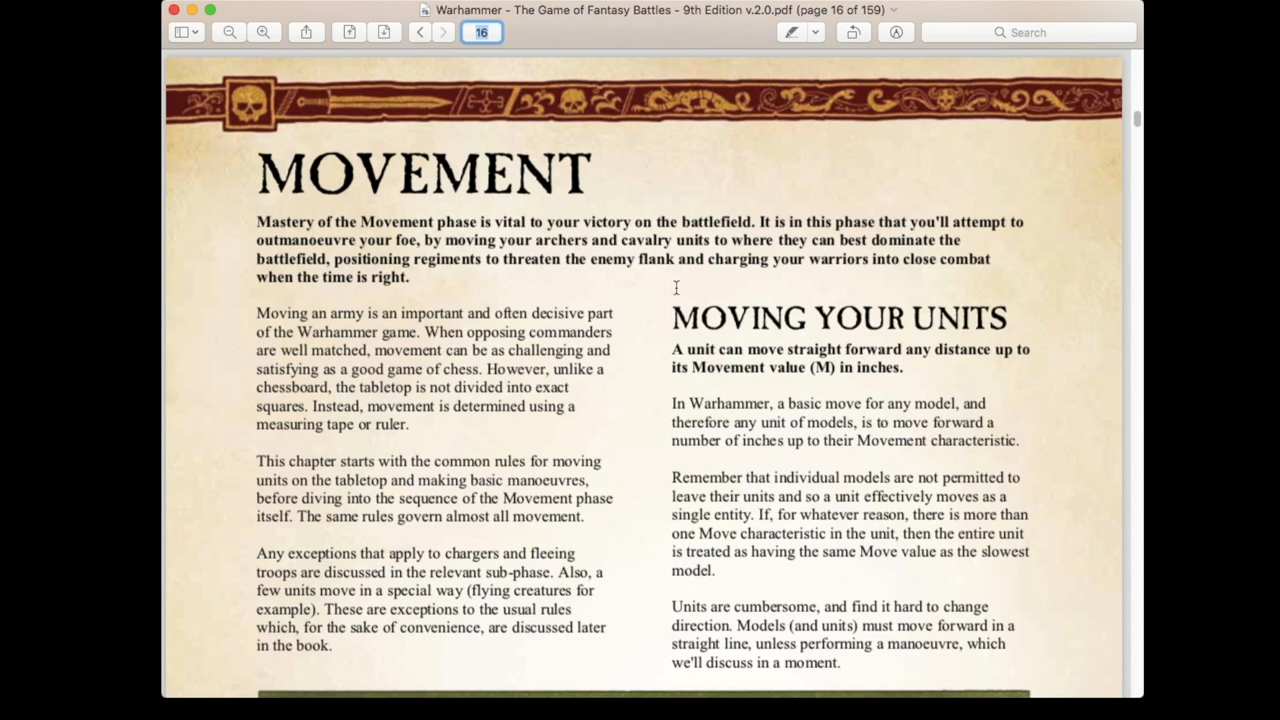 Warhammer - The Game of Fantasy Battles - 9th Edition v.2.0.pdf (page 16 of 159)
16
Search
MOVEMENT
Mastery of the Movement phase is vital to your victory on the battlefield. It is in this phase that you'll attempt to
outmanoeuvre your foe, by moving your archers and cavalry units to where they can best dominate the
battlefield, positioning regiments to threaten the enemy flank and charging your warriors into close combat
when the time is right.
Moving an army is an important and often decisive part
of the Warhammer game. When opposing commanders
are well matched, movement can be as challenging and
satisfying as a good game of chess. However, unlike a
chessboard, the tabletop is not divided into exact
squares. Instead, movement is determined using a
measuring tape or ruler.
This chapter starts with the common rules for moving
units on the tabletop and making basic manoeuvres,
before diving into the sequence of the Movement phase
itself. The same rules govern almost all movement.
Any exceptions that apply to chargers and fleeing
troops are discussed in the relevant sub-phase. Also, a
few units move in a special way (flying creatures for
example). These are exceptions to the usual rules
which, for the sake of convenience, are discussed later
in the book.
MOVING YOUR UNITS
A unit can move straight forward any distance up to
its Movement value (M) in inches.
In Warhammer, a basic move for any model, and
therefore any unit of models, is to move forward a
number of inches up to their Movement characteristic.
Remember that individual models are not permitted to
leave their units and so a unit effectively moves as a
single entity. If, for whatever reason, there is more than
one Move characteristic in the unit, then the entire unit
is treated as having the same Move value as the slowest
model.
Units are cumbersome, and find it hard to change
direction. Models (and units) must move forward in a
straight line, unless performing a manoeuvre, which
we'll discuss in a moment.